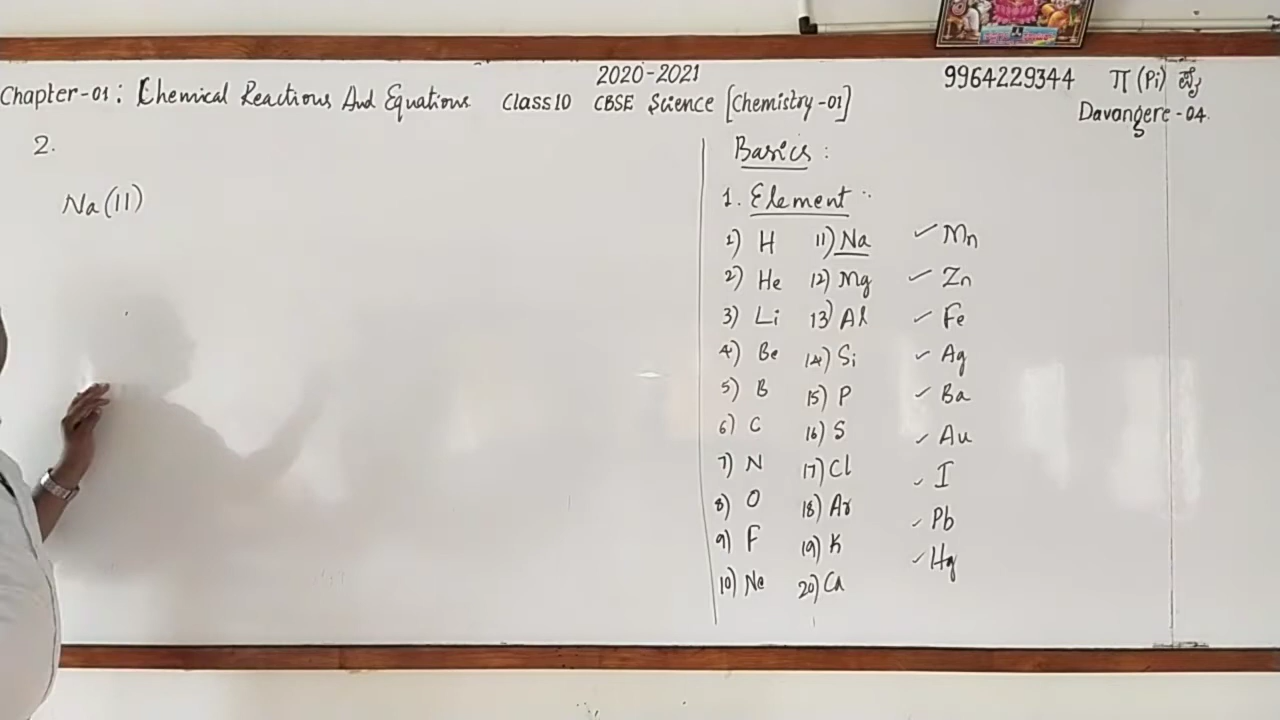 2020-2021
9964229344 π (Pi)
Chapter-01: Chemical Reactions And Equations Class 10 CBSE Science [Chemistry-01]
Davangere-04.
2.
Na(11)
Basics:
1. Element:
1) H 11) Na ✓ Mn
2) He 12) Mg ✓ Zn
3) Li 13) Al ✓ Fe
4) Be 14) Si ✓ Ag
5) B 15) P ✓ Ba
6) C 16) S ✓ Au
7) N 17) Cl ✓ I
8) O 18) Ar ✓ Pb
9) F 19) K ✓ Hg
10) Ne 20) Ca